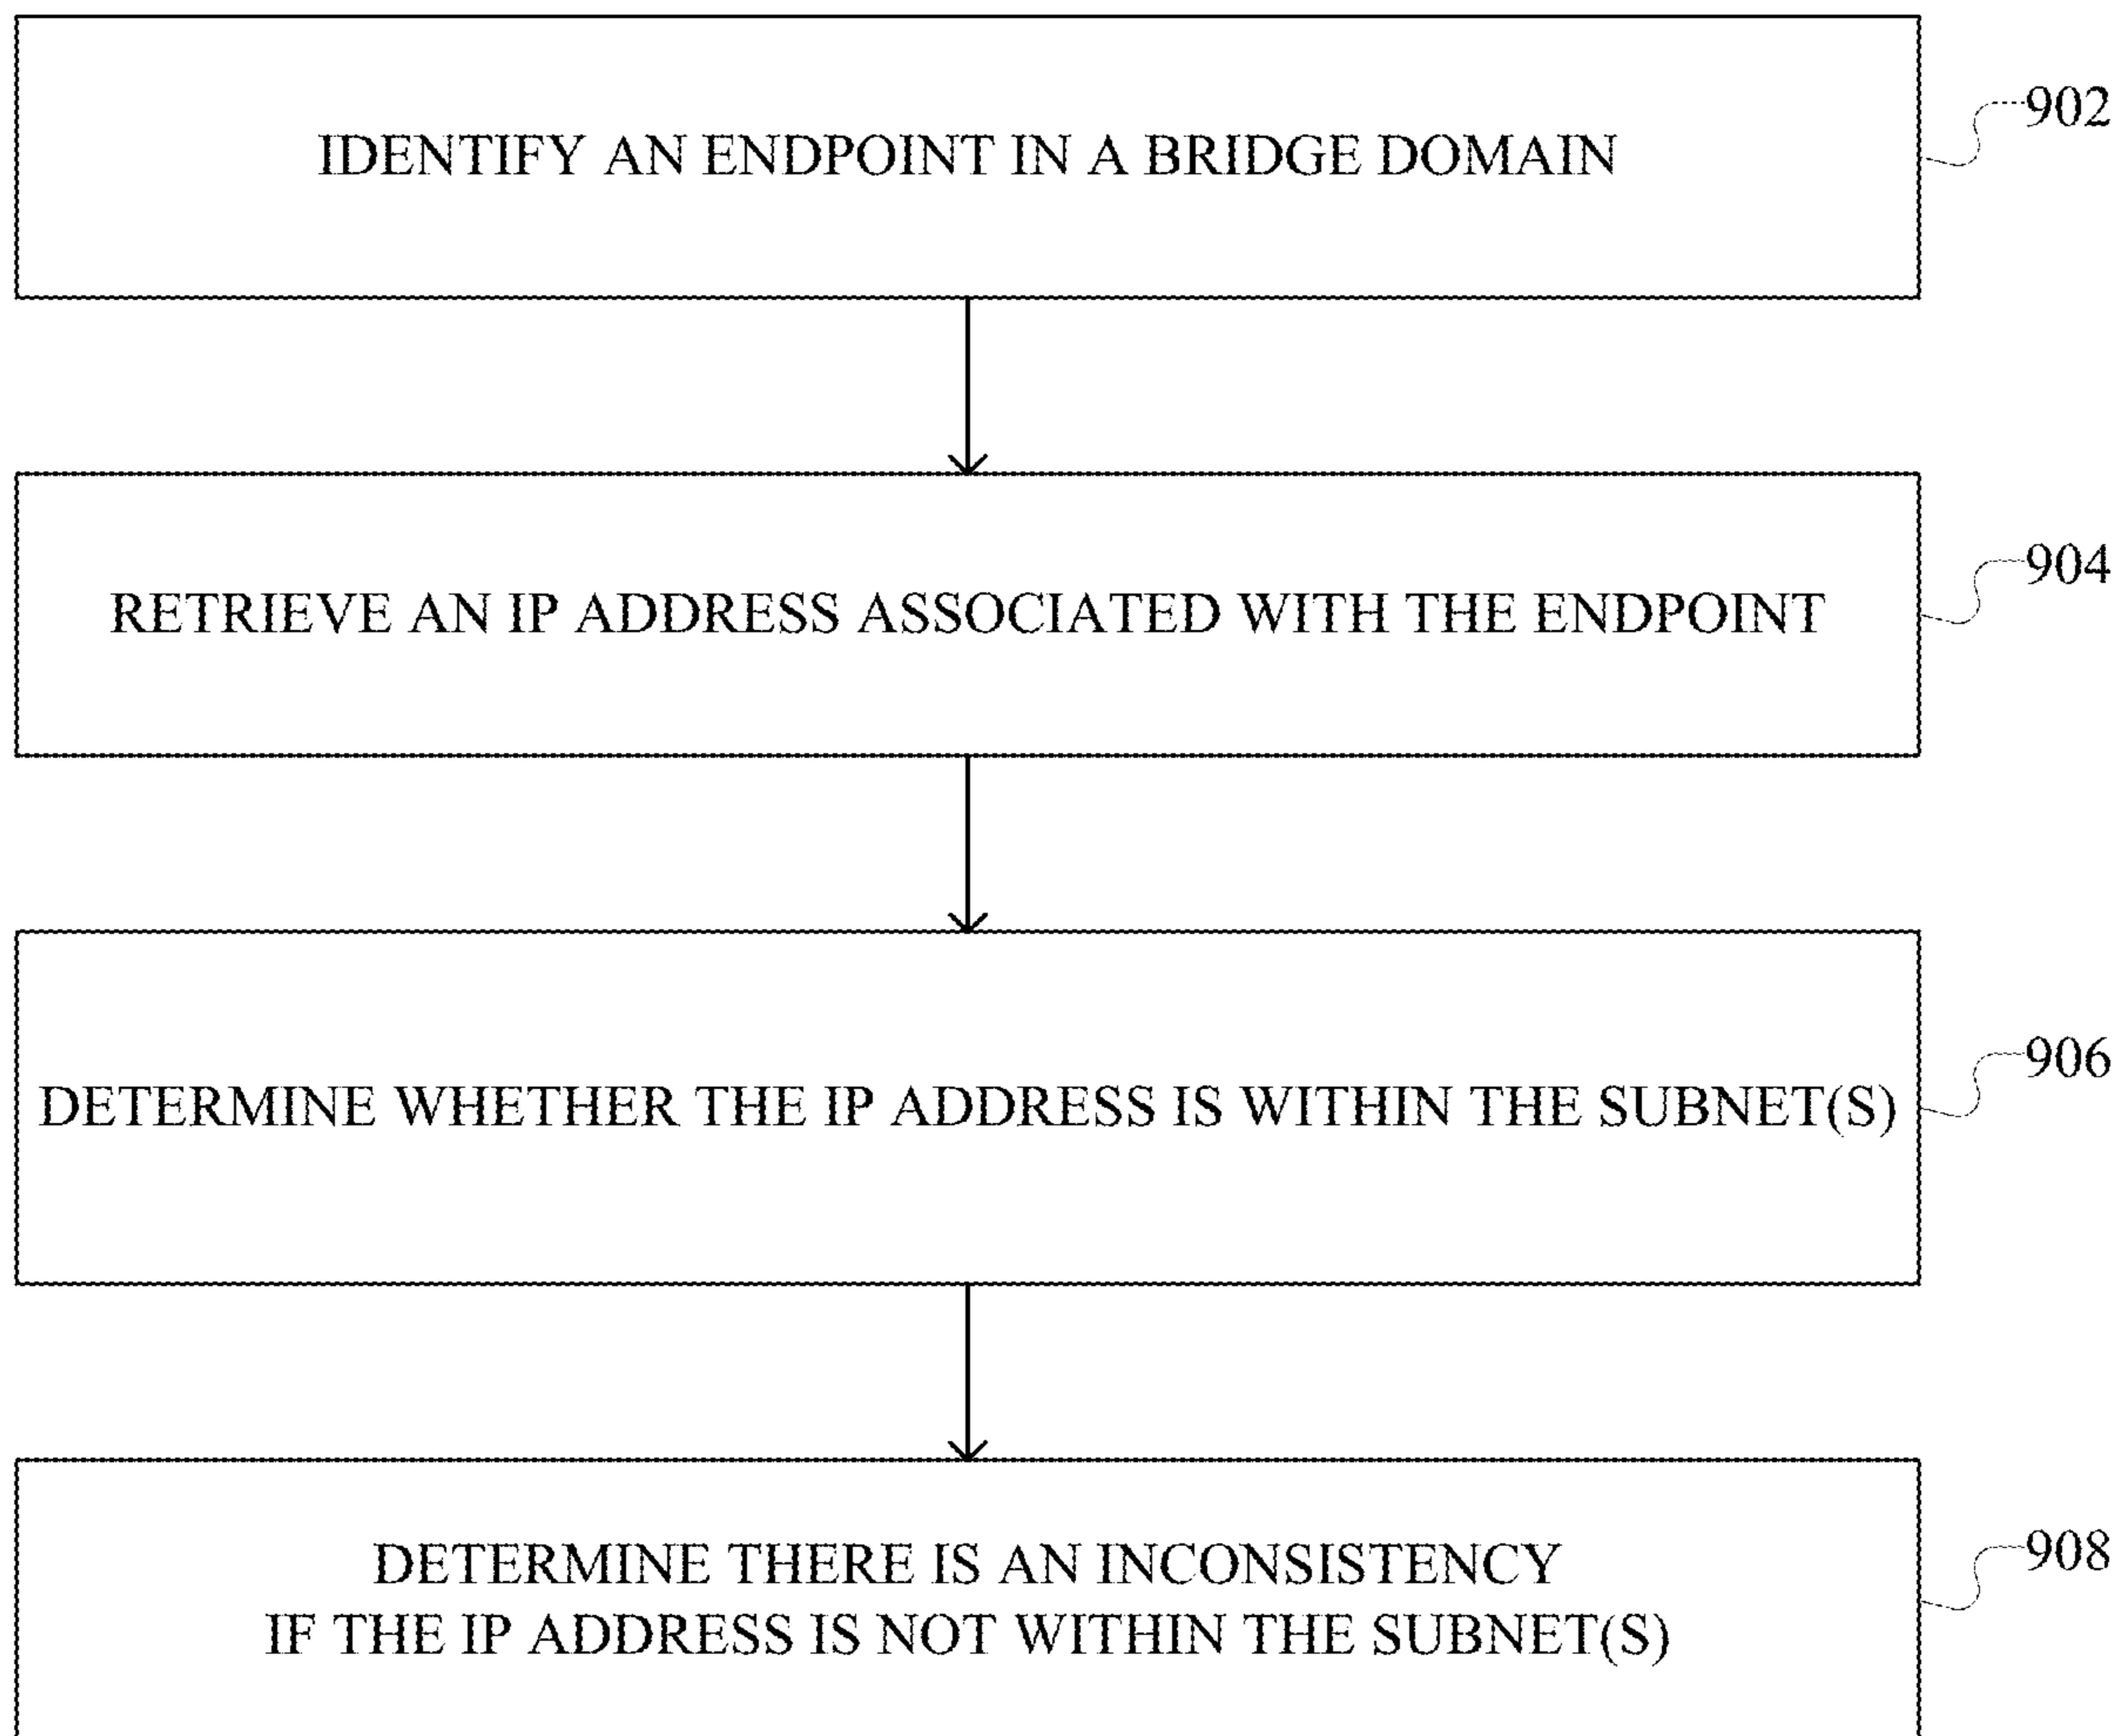 IDENTIFY AN ENDPOINT IN A BRIDGE DOMAIN
902
RETRIEVE AN IP ADDRESS ASSOCIATED WITH THE ENDPOINT
904
DETERMINE WHETHER THE IP ADDRESS IS WITHIN THE SUBNET(S)
906
DETERMINE THERE IS AN INCONSISTENCY
IF THE IP ADDRESS IS NOT WITHIN THE SUBNET(S)
908